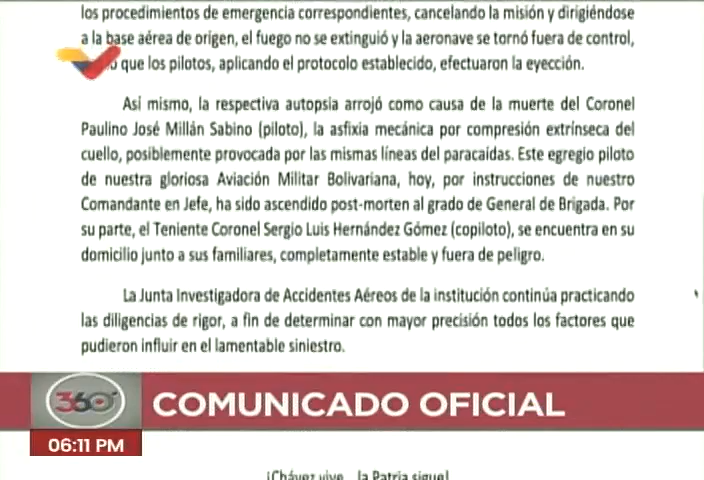 los procedimientos de emergencia correspondientes, cancelando la misión y dirigiéndose
a la base aérea de origen, el fuego no se extinguió y la aeronave se tornó fuera de control,
que los pilotos, aplicando el protocolo establecido, efectuaron la eyección.
Así mismo, la respectiva autopsia arrojó como causa de la muerte del Coronel
Paulino José Millán Sabino (piloto), la asfixia mecánica por compresión extrínseca del
cuello, posiblemente provocada por las mismas líneas del paracaídas. Este egregio piloto
de nuestra gloriosa Aviación Militar Bolivariana, hoy, por instrucciones de nuestro
Comandante en Jefe, ha sido ascendido post-morten al grado de General de Brigada. Por
su parte, el Teniente Coronel Sergio Luis Hernández Gómez (copiloto), se encuentra en su
domicilio junto a sus familiares, completamente estable y fuera de peligro.
La Junta Investigadora de Accidentes Aéreos de la institución continúa practicando
las diligencias de rigor, a fin de determinar con mayor precisión todos los factores que
pudieron influir en el lamentable siniestro.
360°
COMUNICADO OFICIAL
06:11 PM
¡Chávez vive... la Patria sigue!